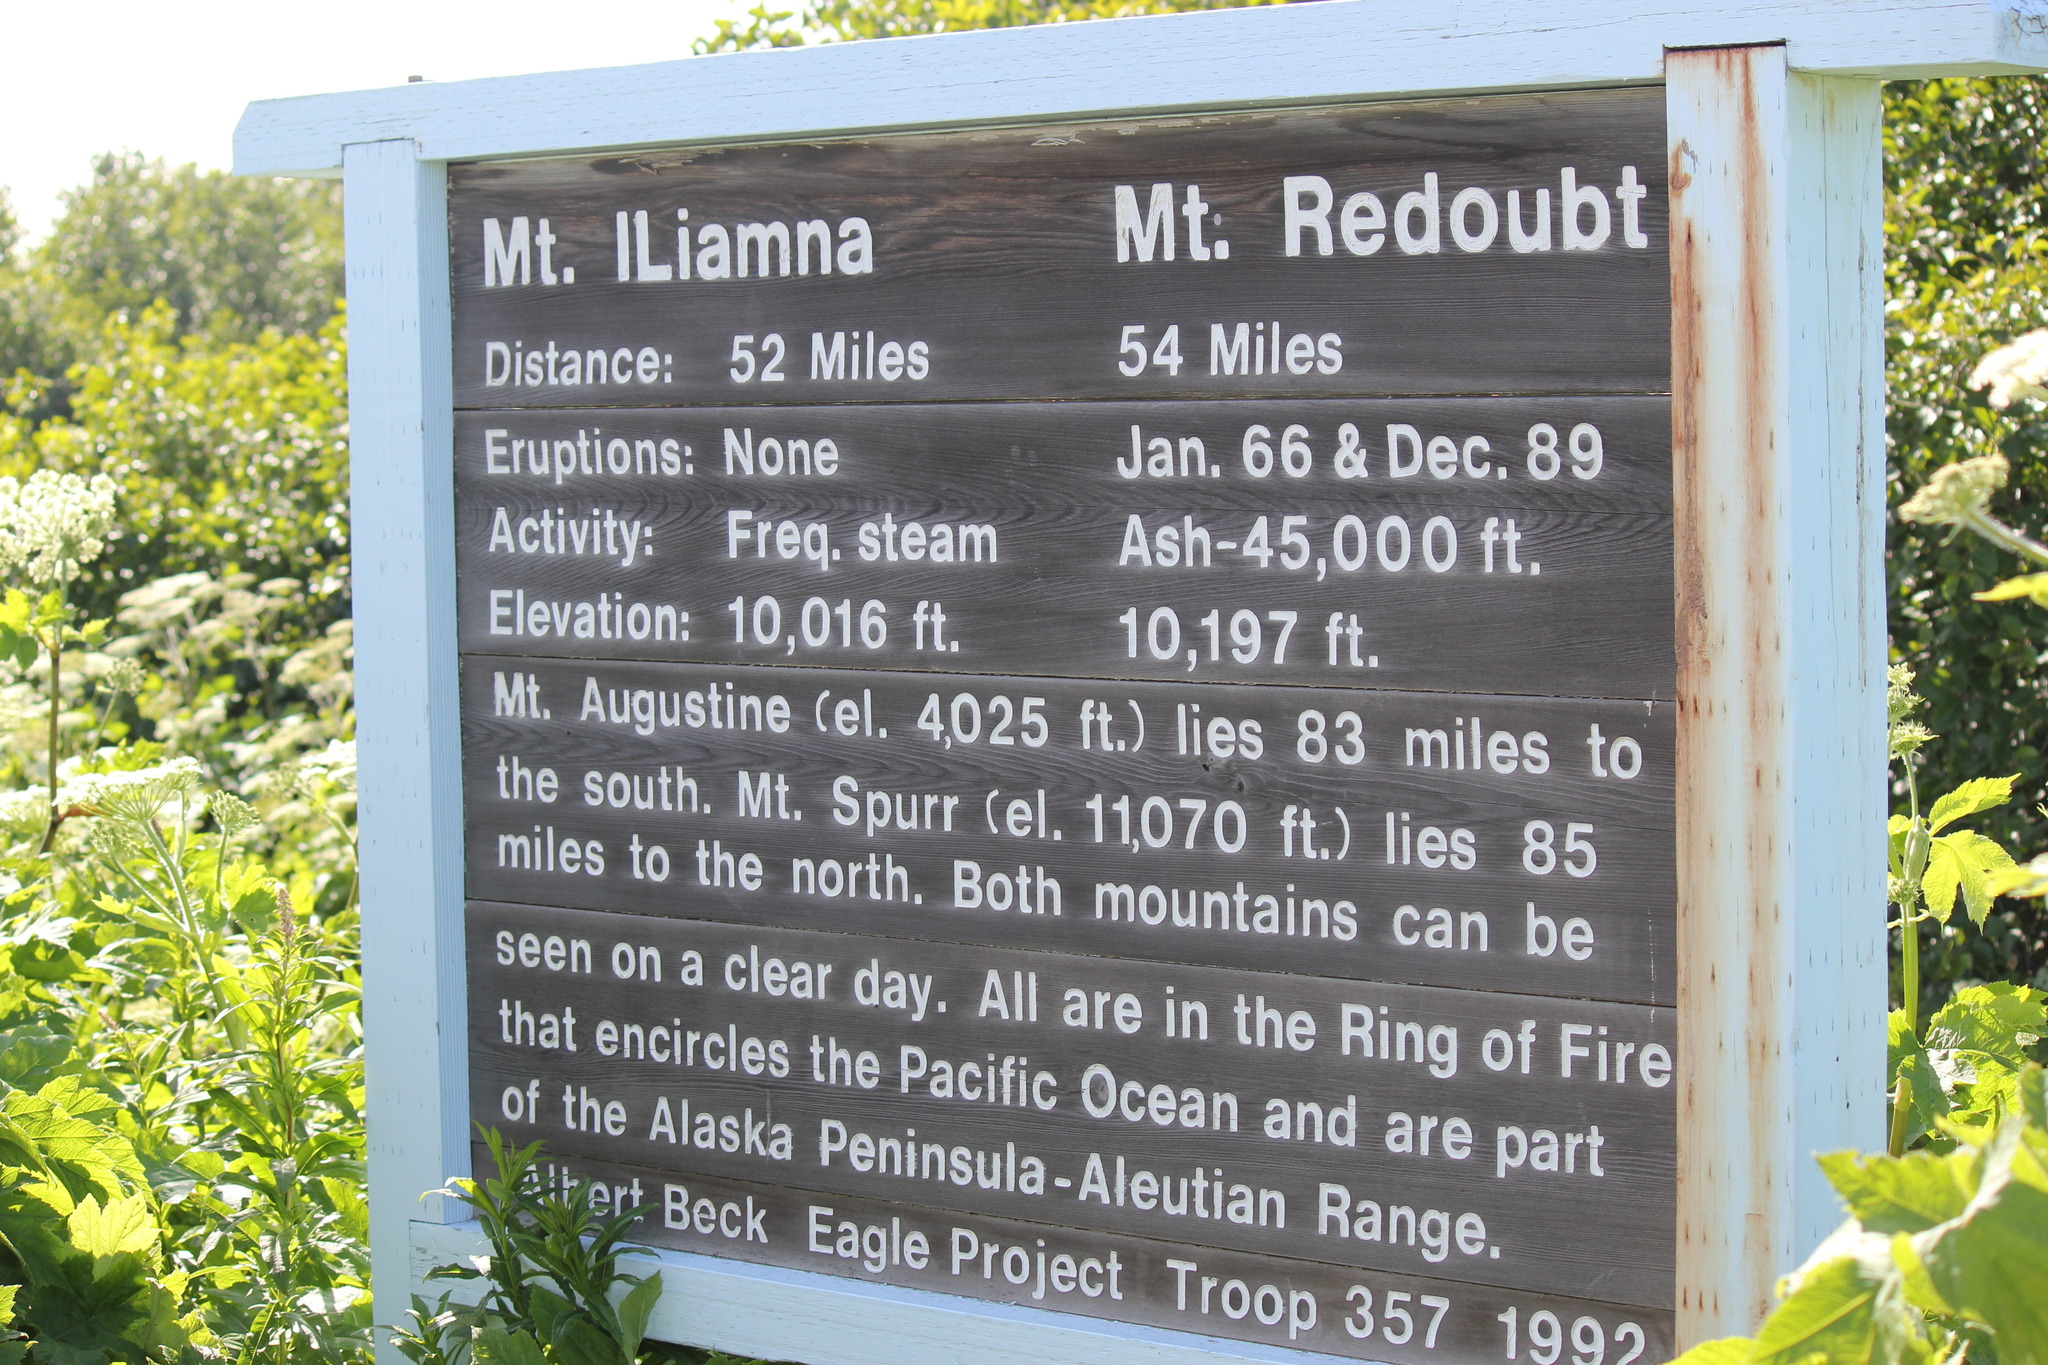 Mt. ILiamna Mt. Redoubt
Distance: 52 Miles 54 Miles
Eruptions: None Jan. 66 & Dec. 89
Activity: Freq. steam Ash-45,000 ft.
Elevation: 10,016 ft. 10,197 ft.
Mt. Augustine (el. 4,025 ft.) lies 83 miles to
the south. Mt. Spurr (el. 11,070 ft.) lies 85
miles to the north. Both mountains can be
seen on a clear day. All are in the Ring of Fire
that encircles the Pacific Ocean and are part
of the Alaska Peninsula-Aleutian Range.
Albert Beck Eagle Project Troop 357 1992